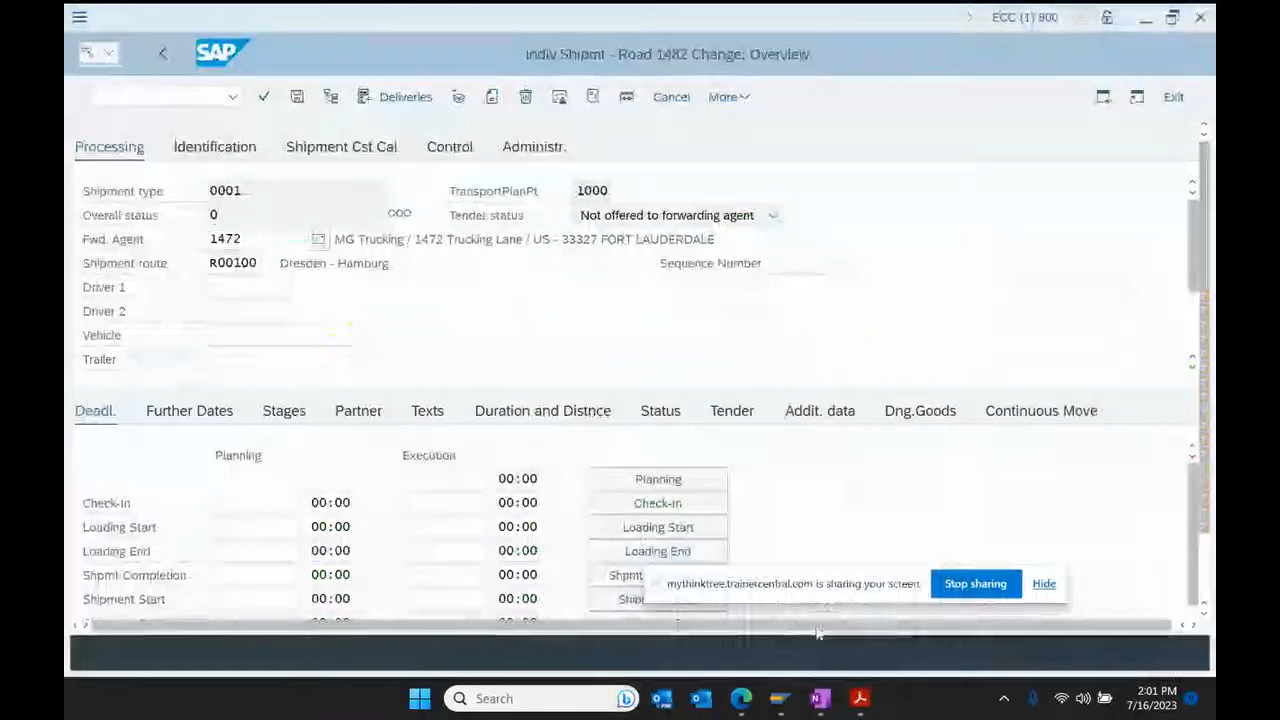 ECC (1) 900
SAP
Indiv Shipmt - Road 1482 Change: Overview
Deliveries Cancel More Exit
Processing Identification Shipment Cst Cal Control Administr.
Shipment type 0001 TransportPlanPt 1000
Overall status 0 Tender status Not offered to forwarding agent
Fwd. Agent 1472 MG Trucking / 1472 Trucking Lane / US - 33327 FORT LAUDERDALE
Shipment route R00100 Dresden - Hamburg Sequence Number
Driver 1
Driver 2
Vehicle
Trailer
Deadl. Further Dates Stages Partner Texts Duration and Distnce Status Tender Addit. data Dng.Goods Continuous Move
Planning Execution
00:00 Planning
Check-In 00:00 00:00 Check-In
Loading Start 00:00 00:00 Loading Start
Loading End 00:00 00:00 Loading End
Shpmt Completion 00:00 00:00 Shpmt
Shipment Start 00:00 00:00 Ship
mythinktree.trainercentral.com is sharing your screen. Stop sharing Hide
Search
2:01 PM
7/16/2023